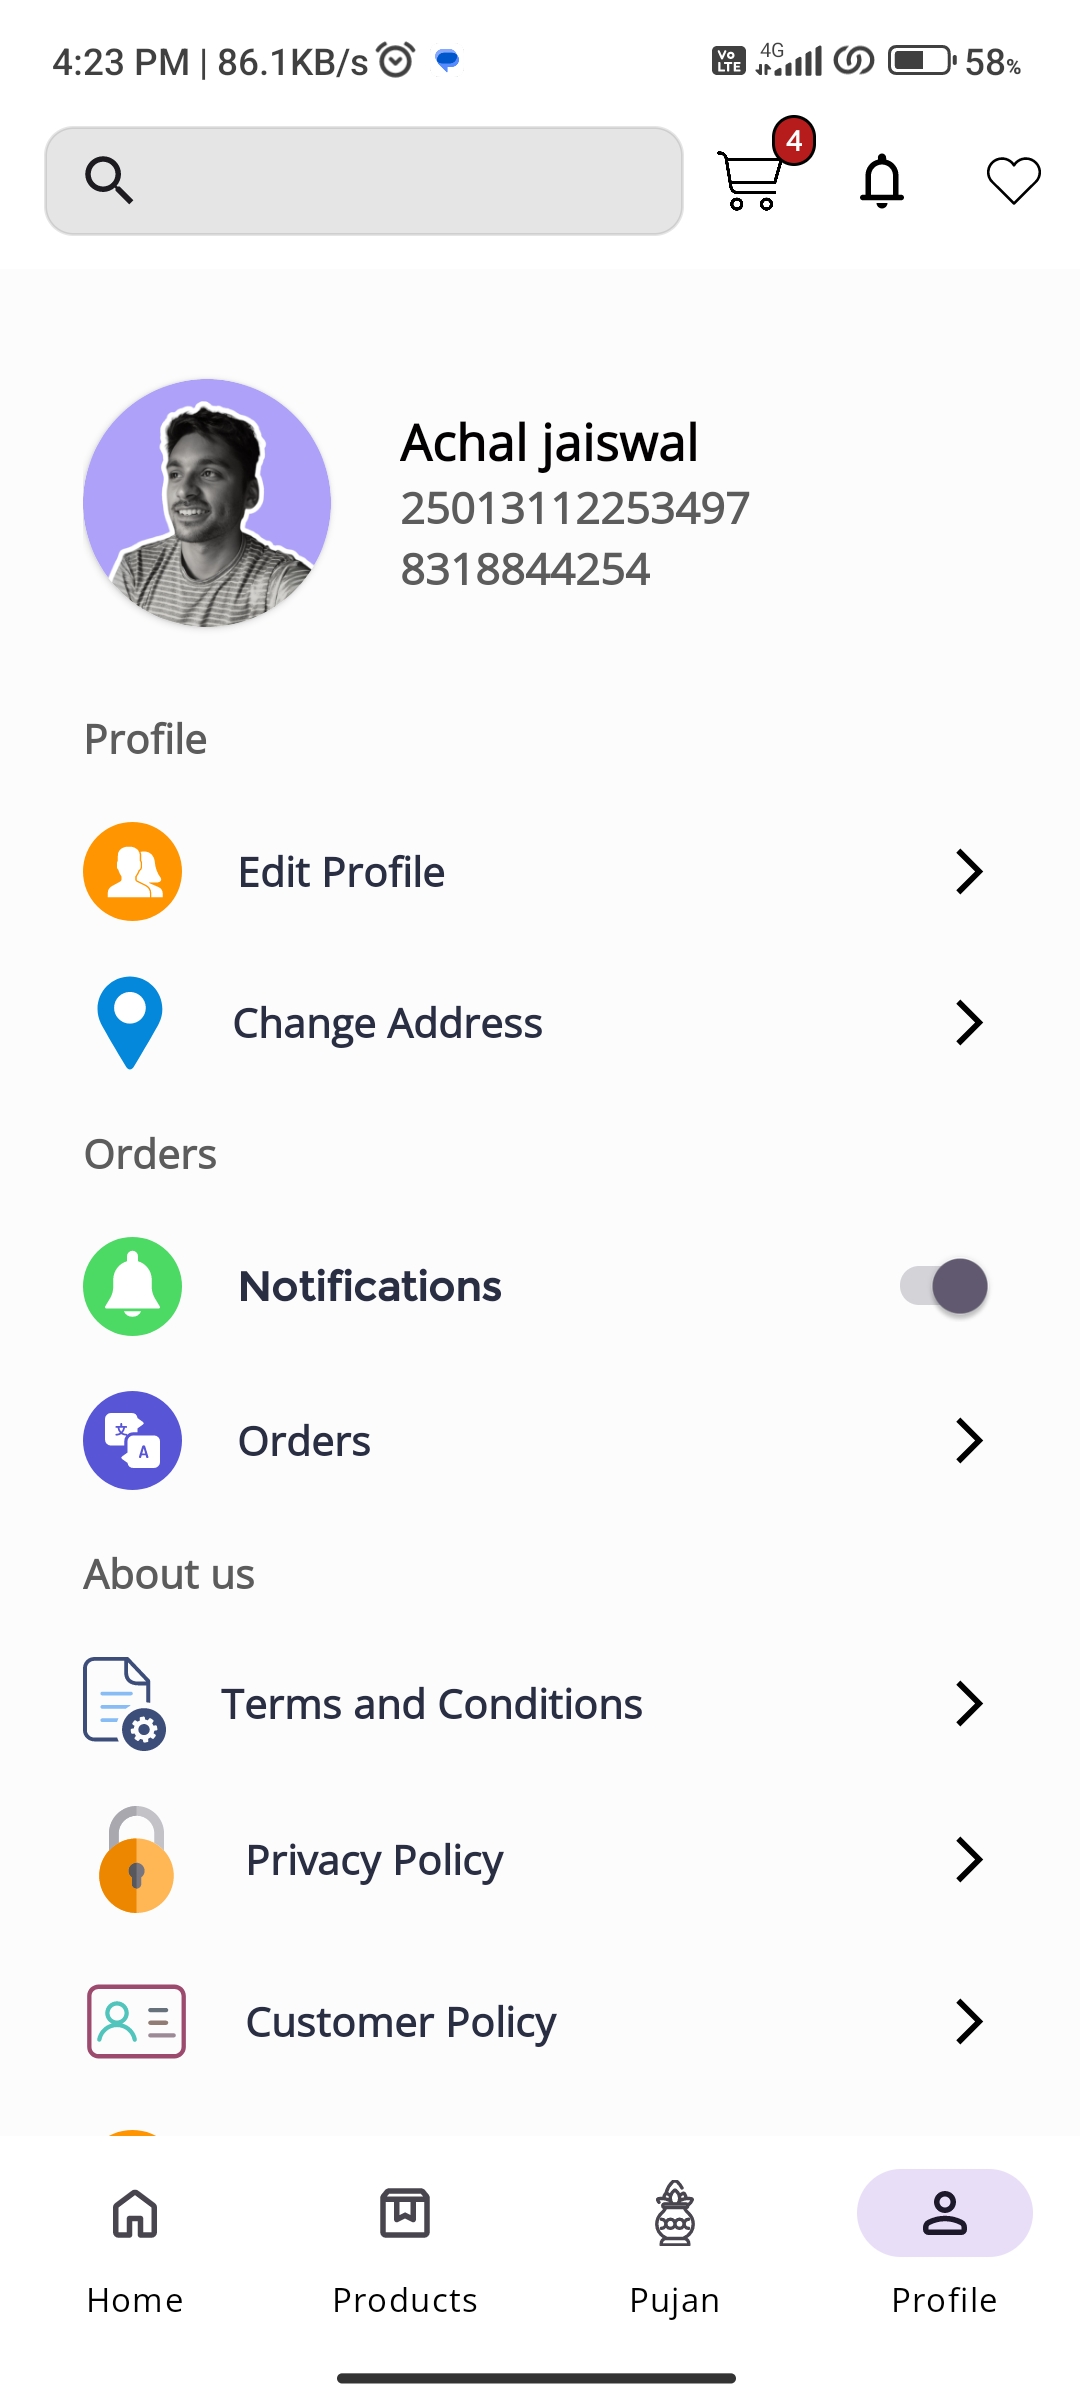 4:23 PM | 86.1KB/s Vo LTE 4G 58%
4
Achal jaiswal
25013112253497
8318844254
Profile
Edit Profile
Change Address
Orders
Notifications
文 A
Orders
About us
Terms and Conditions
Privacy Policy
Customer Policy
Home Products Pujan Profile